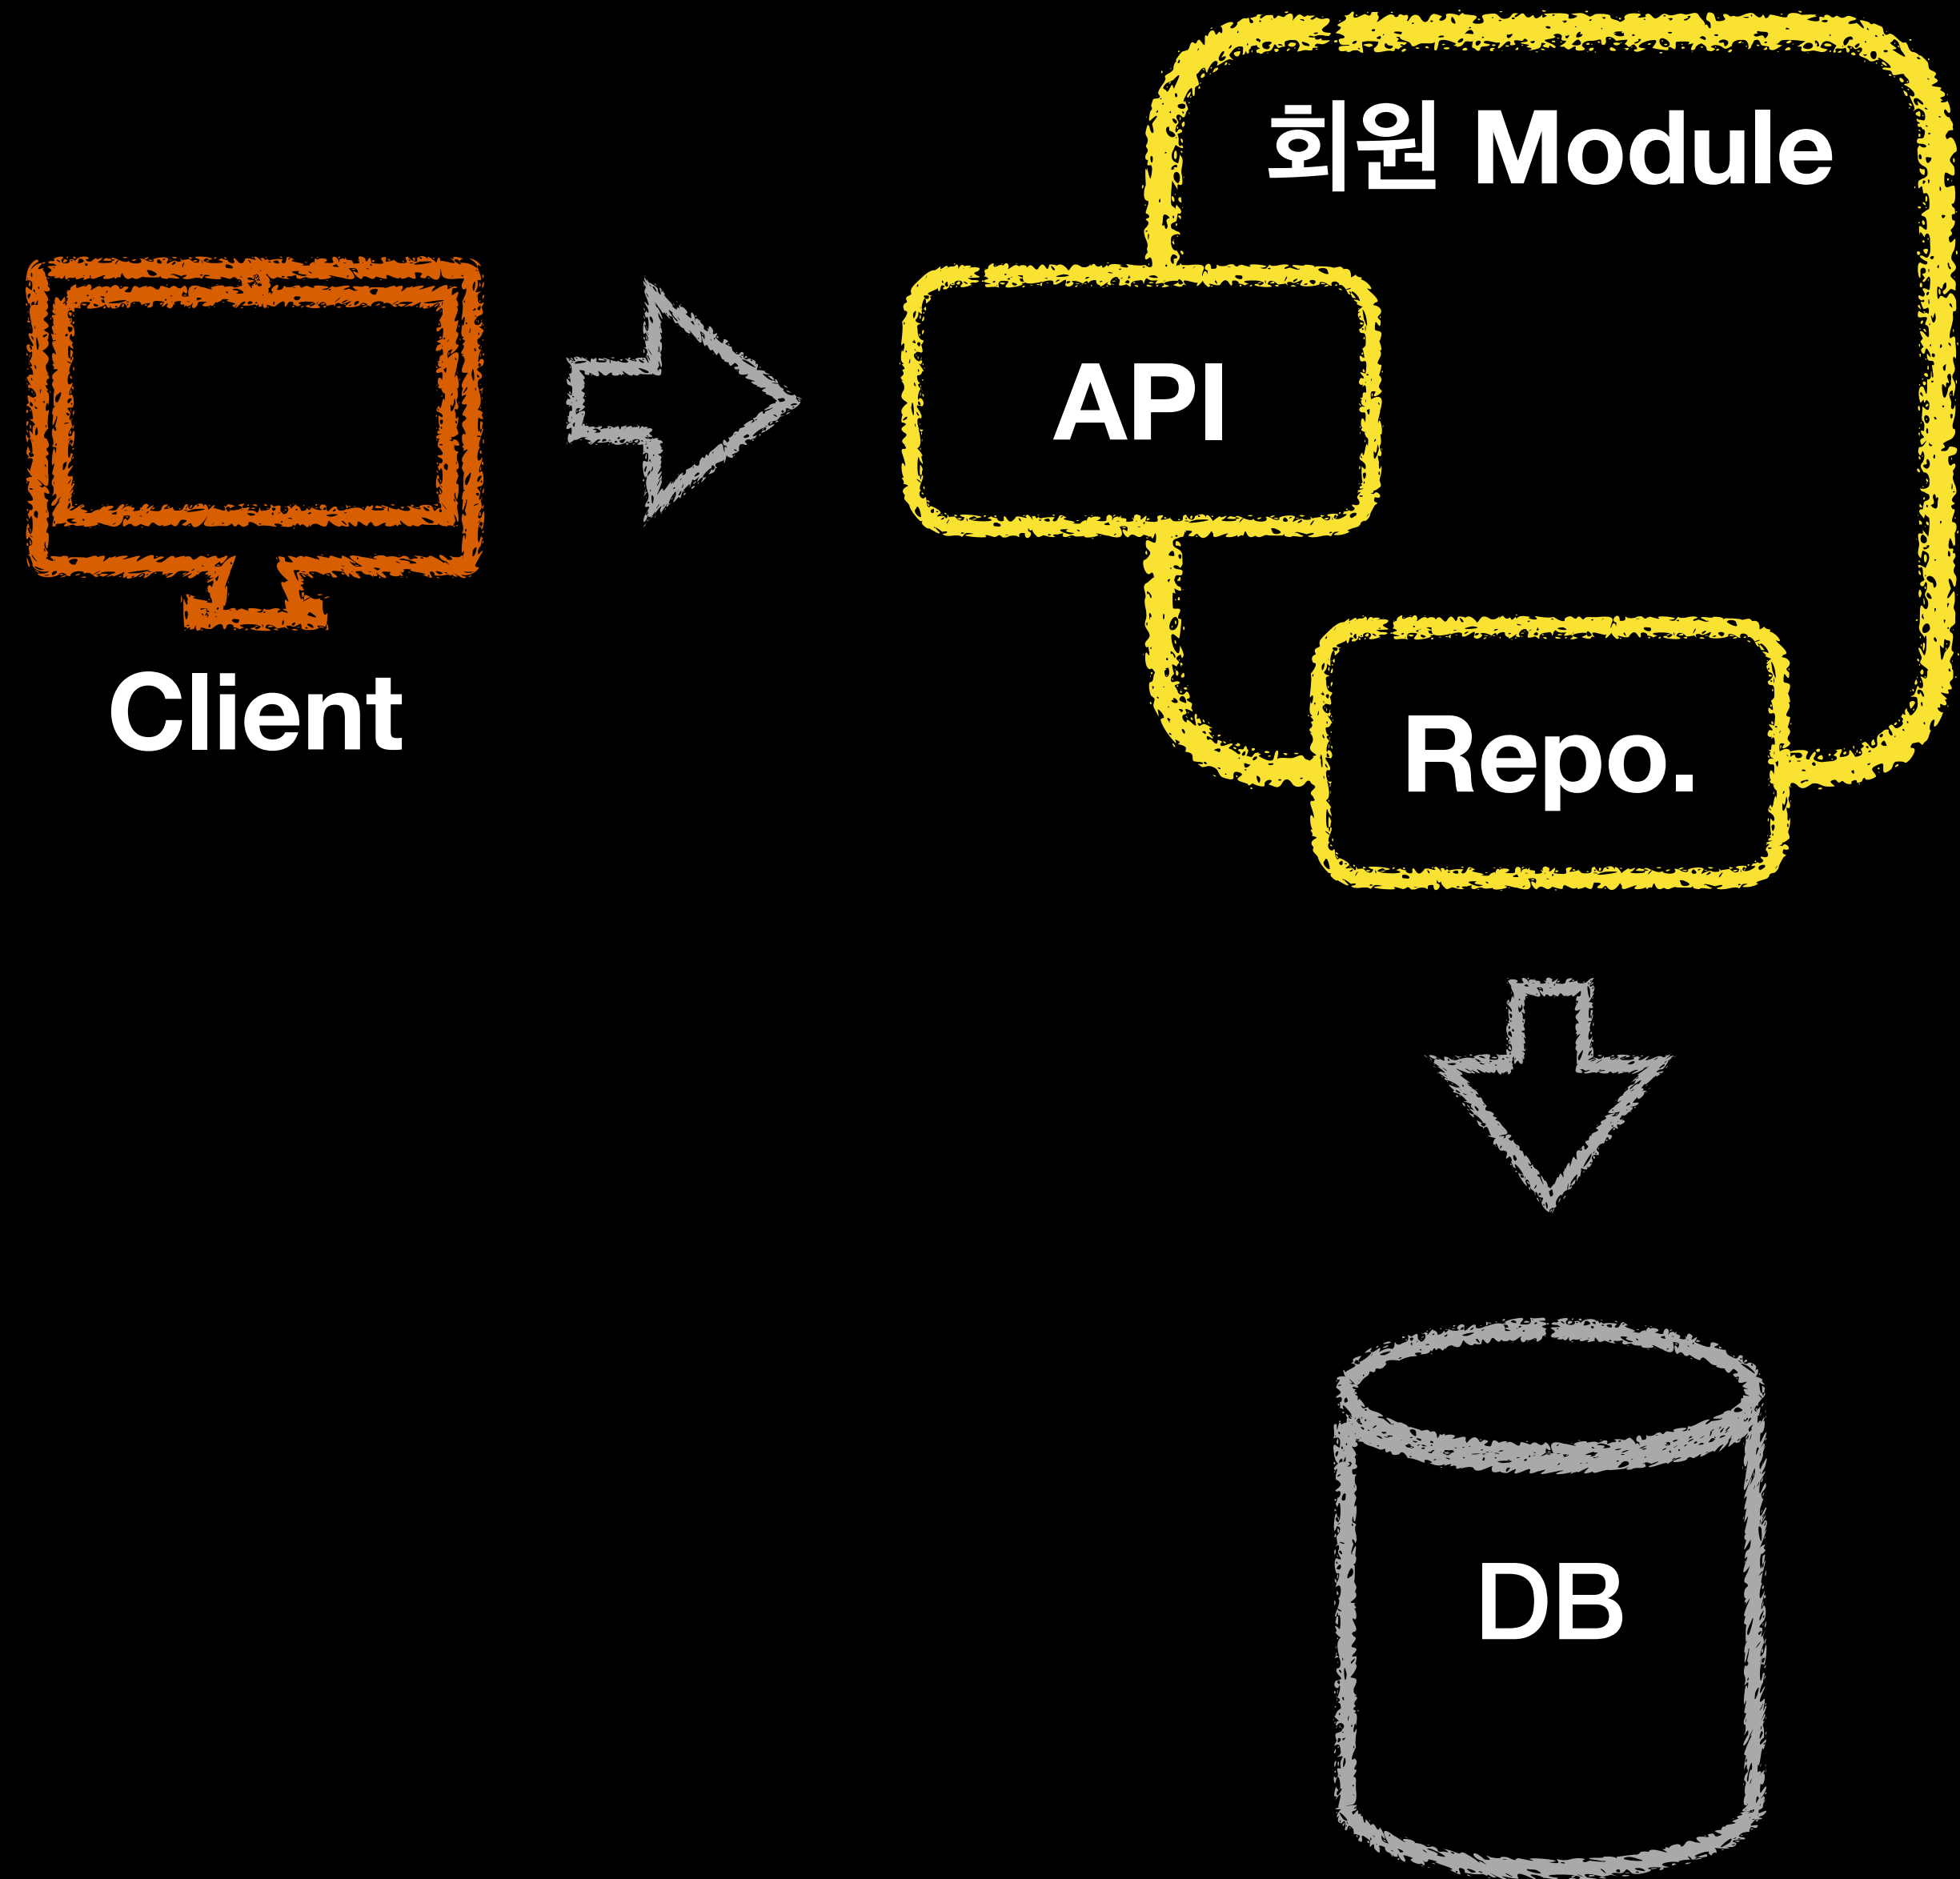 회원 Module
API
Client
Repo.
DB